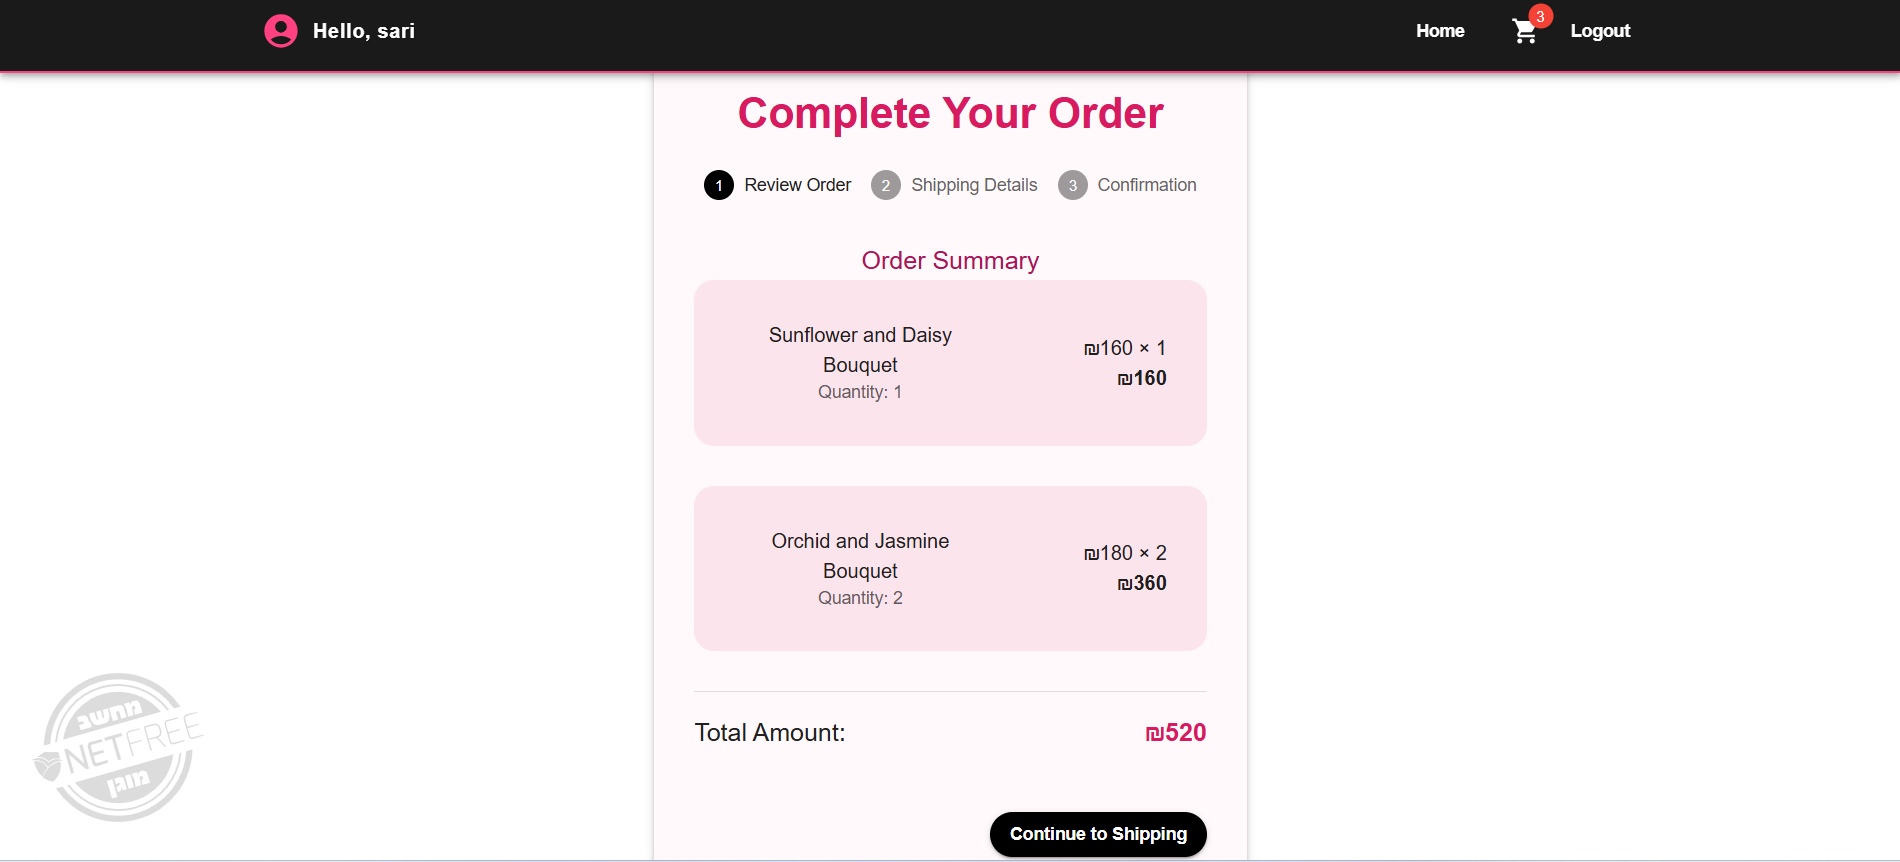 Hello, sari
Home
3
Logout
Complete Your Order
1 Review Order
2 Shipping Details
3 Confirmation
Order Summary
Sunflower and Daisy
Bouquet
Quantity: 1
₪160 × 1
₪160
Orchid and Jasmine
Bouquet
Quantity: 2
₪180 × 2
₪360
Total Amount:
₪520
Continue to Shipping
מחשב
NETFREE
מוגן